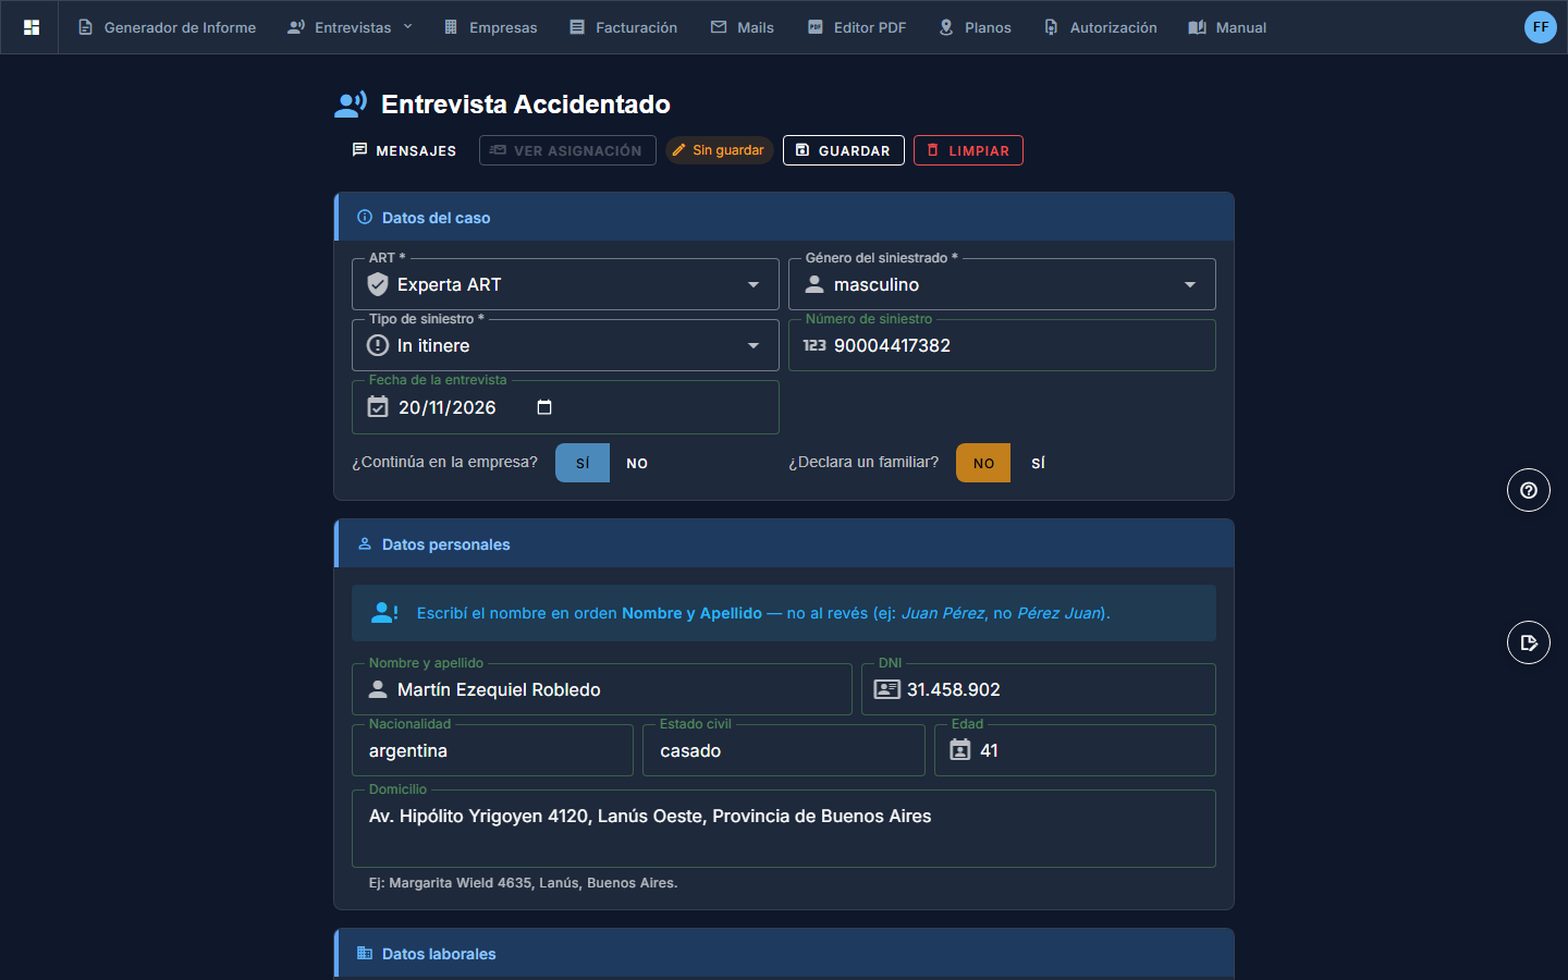 Generador de Informe Entrevistas Empresas Facturación Mails Editor PDF Planos Autorización Manual FF
Entrevista Accidentado
MENSAJES VER ASIGNACIÓN Sin guardar GUARDAR LIMPIAR
Datos del caso
ART * Género del siniestrado *
Experta ART masculino
Tipo de siniestro * Número de siniestro
In itinere 123 90004417382
Fecha de la entrevista
20/11/2026
¿Continúa en la empresa? SÍ NO ¿Declara un familiar? NO SÍ
Datos personales
Escribí el nombre en orden Nombre y Apellido — no al revés (ej: Juan Pérez, no Pérez Juan).
Nombre y apellido DNI
Martín Ezequiel Robledo 31.458.902
Nacionalidad Estado civil Edad
argentina casado 41
Domicilio
Av. Hipólito Yrigoyen 4120, Lanús Oeste, Provincia de Buenos Aires
Ej: Margarita Wield 4635, Lanús, Buenos Aires.
Datos laborales